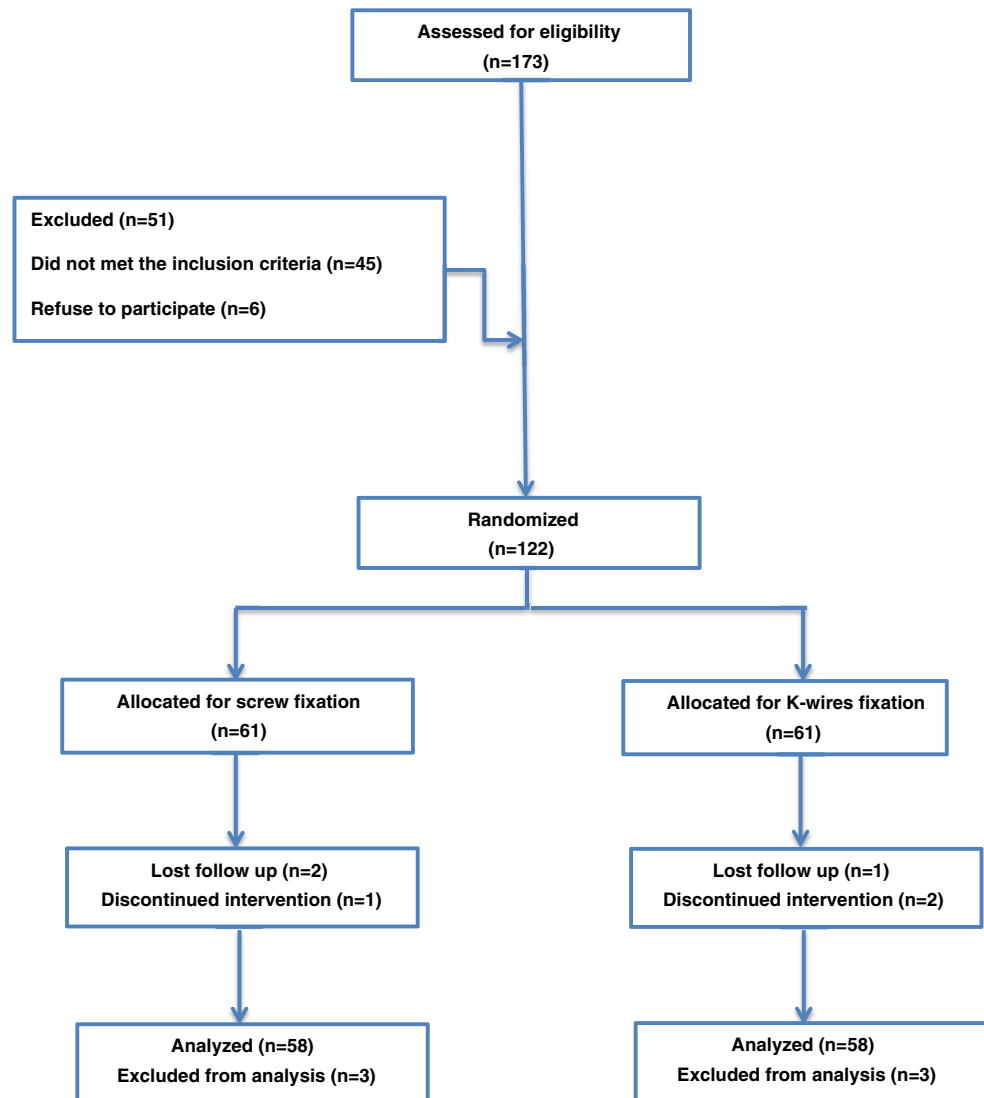 Assessed for eligibility
(n=173)
Excluded (n=51)
Did not met the inclusion criteria (n=45)
Refuse to participate (n=6)
Randomized
(n=122)
Allocated for screw fixation
(n=61)
Allocated for K-wires fixation
(n=61)
Lost follow up (n=2)
Discontinued intervention (n=1)
Lost follow up (n=1)
Discontinued intervention (n=2)
Analyzed (n=58)
Excluded from analysis (n=3)
Analyzed (n=58)
Excluded from analysis (n=3)